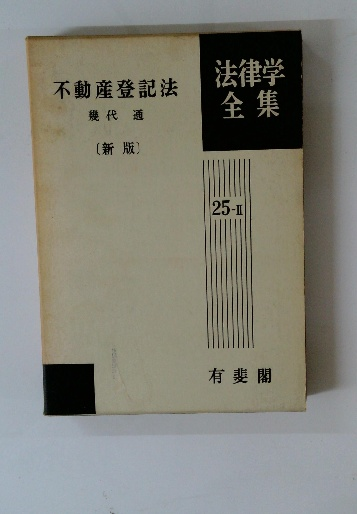 不動産登記法
幾代 通
〔新版〕
法律学
全集
25-II
有斐閣